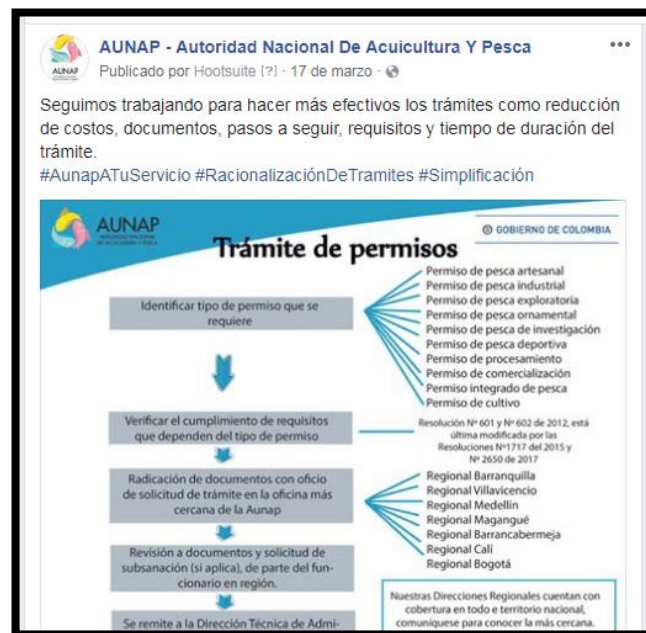 AUNAP - Autoridad Nacional De Acuicultura Y Pesca
Publicado por Hootsuite [?] · 17 de marzo ·
Seguimos trabajando para hacer más efectivos los trámites como reducción
de costos, documentos, pasos a seguir, requisitos y tiempo de duración del
trámite.
#AunapATuServicio #RacionalizaciónDeTramites #Simplificación
AUNAP
AUTORIDAD NACIONAL
DE ACUICULTURA Y PESCA
GOBIERNO DE COLOMBIA
Trámite de permisos
Identificar tipo de permiso que se
requiere
Permiso de pesca artesanal
Permiso de pesca industrial
Permiso de pesca exploratoria
Permiso de pesca ornamental
Permiso de pesca de investigación
Permiso de pesca deportiva
Permiso de procesamiento
Permiso de comercialización
Permiso integrado de pesca
Permiso de cultivo
Verificar el cumplimiento de requisitos
que dependen del tipo de permiso
Resolución Nº 601 y Nº 602 de 2012, está
última modificada por las
Resoluciones Nº1717 del 2015 y
Nº 2650 de 2017
Radicación de documentos con oficio
de solicitud de trámite en la oficina más
cercana de la Aunap
Regional Barranquilla
Regional Villavicencio
Regional Medellín
Regional Magangué
Regional Barrancabermeja
Regional Cali
Regional Bogotá
Revisión a documentos y solicitud de
subsanación (si aplica), de parte del fun-
cionario en región.
Se remite a la Dirección Técnica de Admi-
Nuestras Direcciones Regionales cuentan con
cobertura en todo e territorio nacional,
comuníquese para conocer la más cercana.